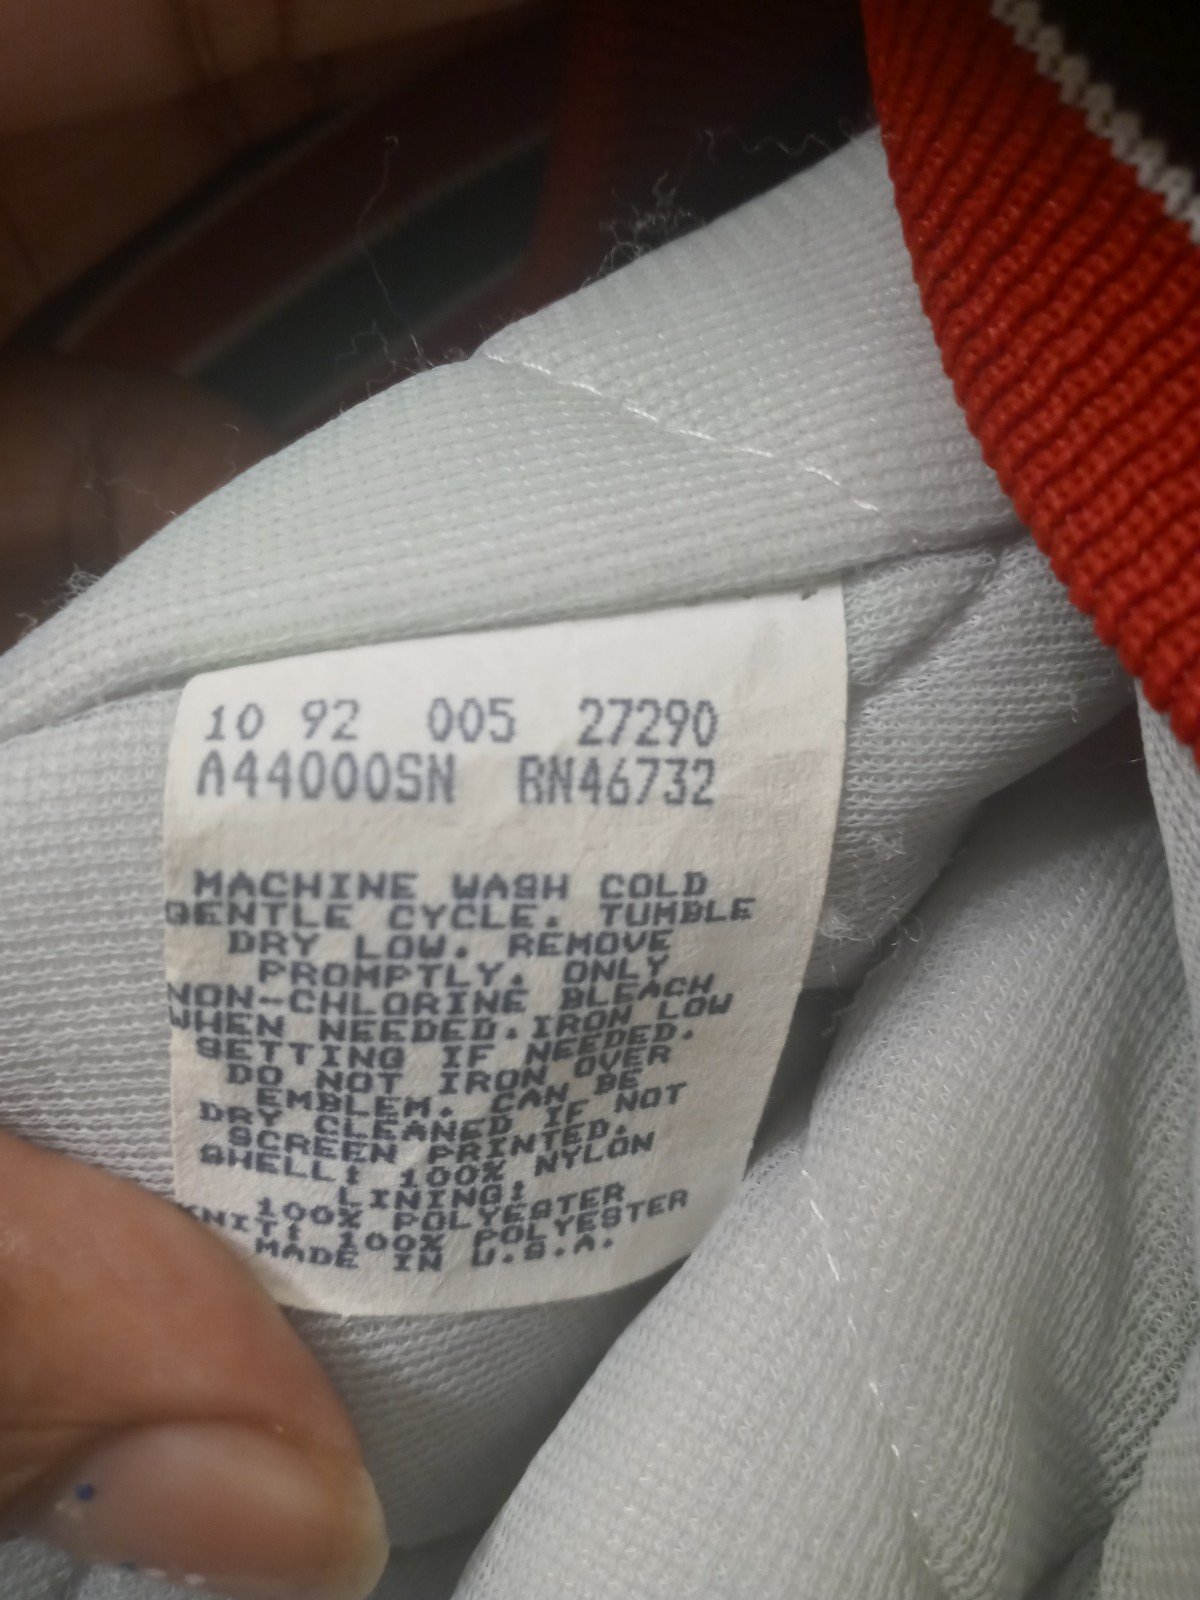 10 92 005 27290
A44000SN RN46732
MACHINE WASH COLD
GENTLE CYCLE. TUMBLE
DRY LOW. REMOVE
PROMPTLY. ONLY
NON-CHLORINE BLEACH
WHEN NEEDED. IRON LOW
SETTING IF NEEDED.
DO NOT IRON OVER
EMBLEM. CAN BE
DRY CLEANED IF NOT
SCREEN PRINTED.
SHELL: 100% NYLON
LINING:
100% POLYESTER
KNIT: 100% POLYESTER
MADE IN U.S.A.